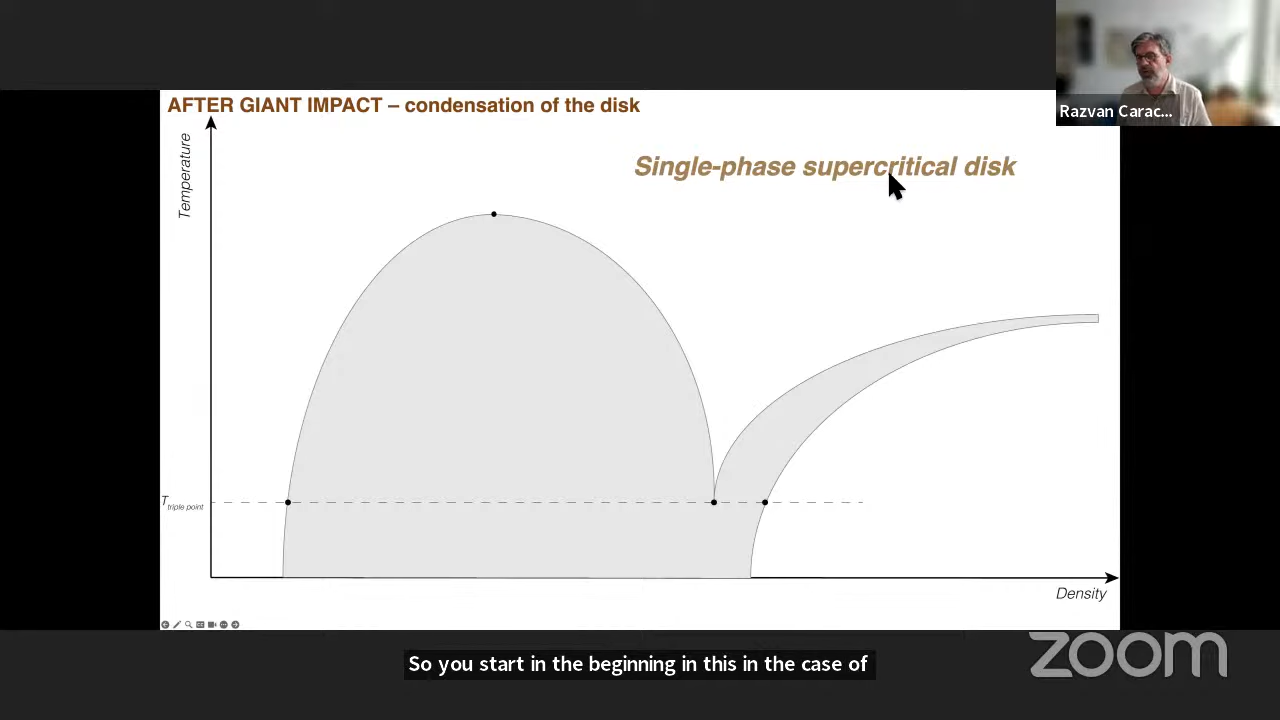 AFTER GIANT IMPACT – condensation of the disk
Razvan Carac...
Temperature
Single-phase supercritical disk
T triple point
Density
So you start in the beginning in this in the case of
zoom